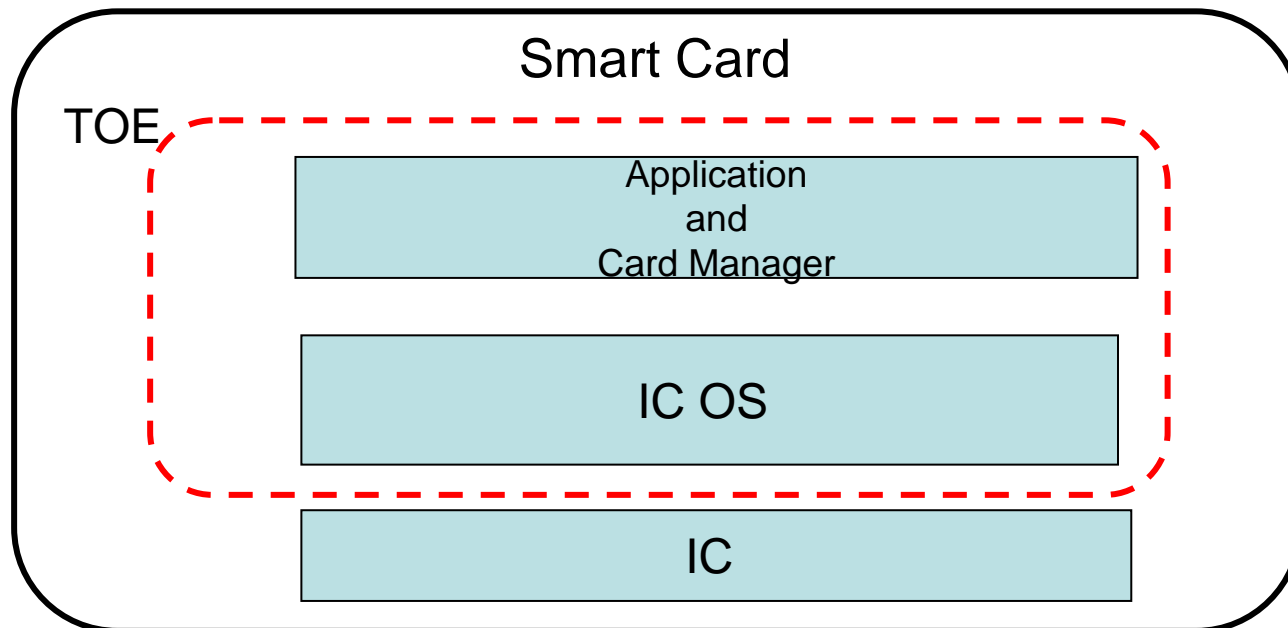 Smart Card
TOE
Application
and
Card Manager
IC OS
IC